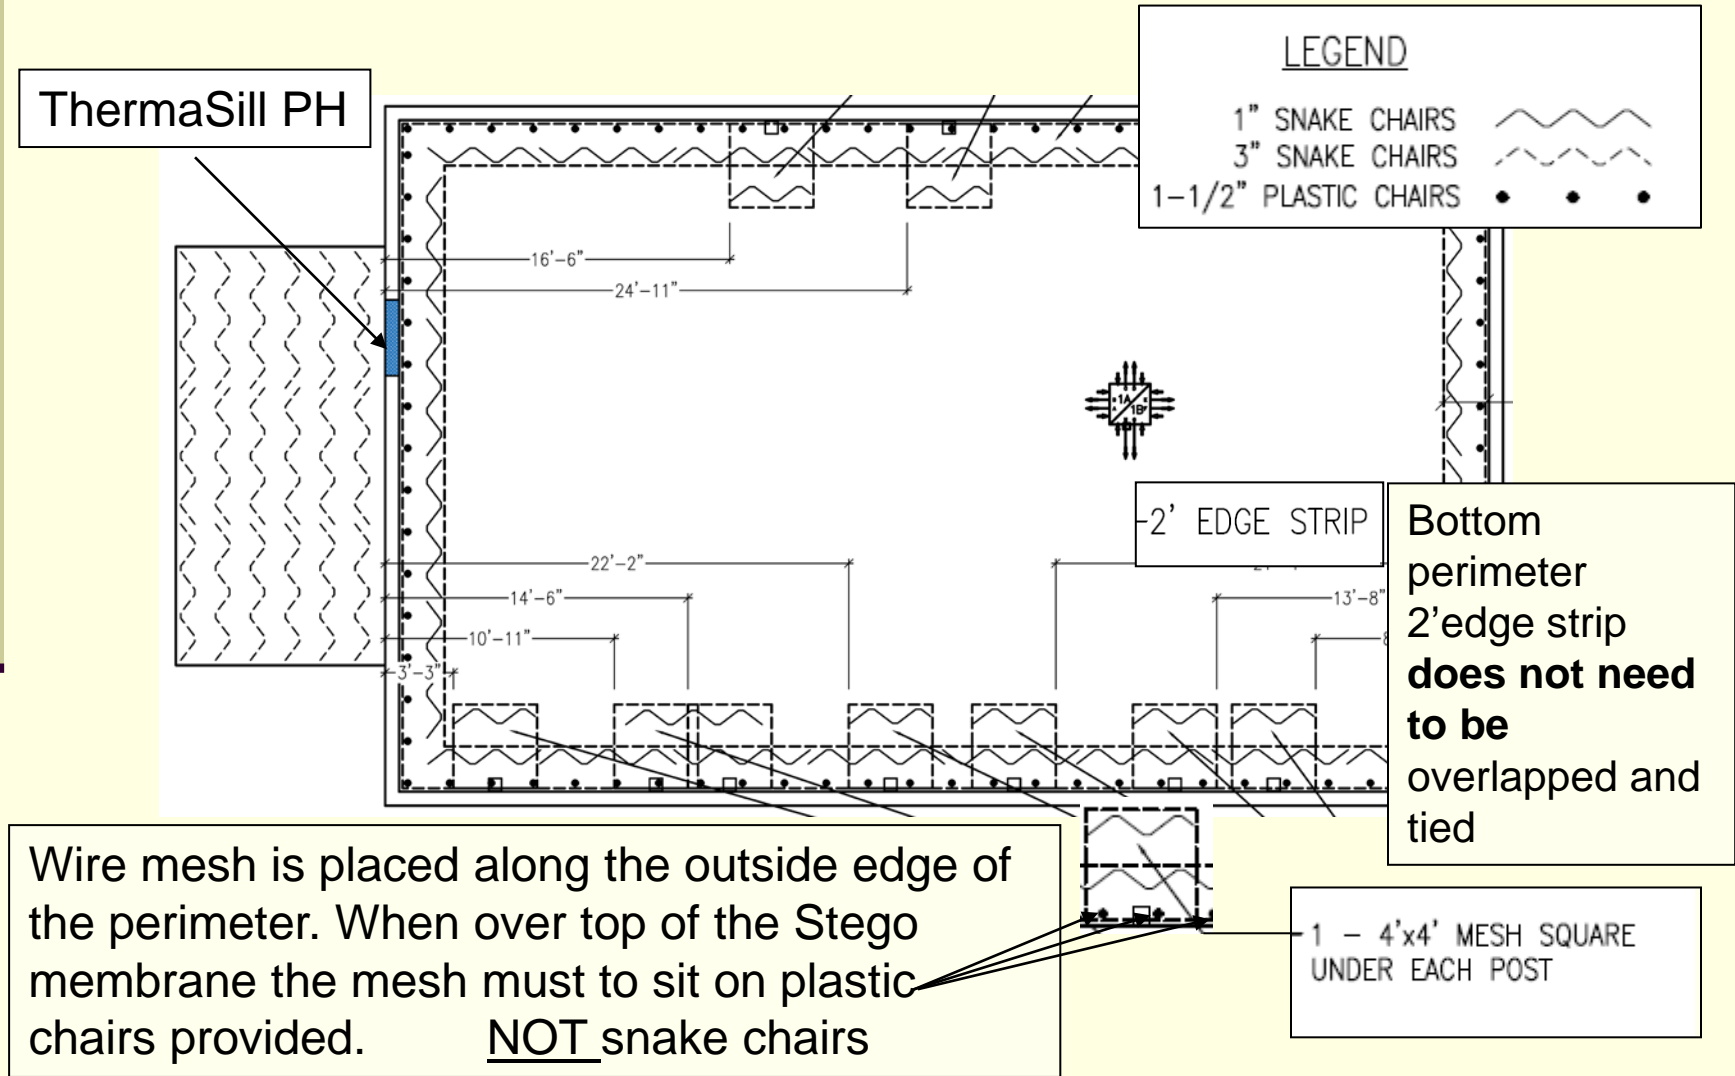 LEGEND
1" SNAKE CHAIRS
3" SNAKE CHAIRS
1-1/2" PLASTIC CHAIRS
ThermaSill PH
16'-6"
24'-11"
1A
1B
-2' EDGE STRIP
22'-2"
14'-6"
13'-8"
10'-11"
3'-3"
Bottom
perimeter
2'edge strip
does not need
to be
overlapped and
tied
Wire mesh is placed along the outside edge of
the perimeter. When over top of the Stego
membrane the mesh must to sit on plastic
chairs provided. NOT snake chairs
1 - 4'x4' MESH SQUARE
UNDER EACH POST